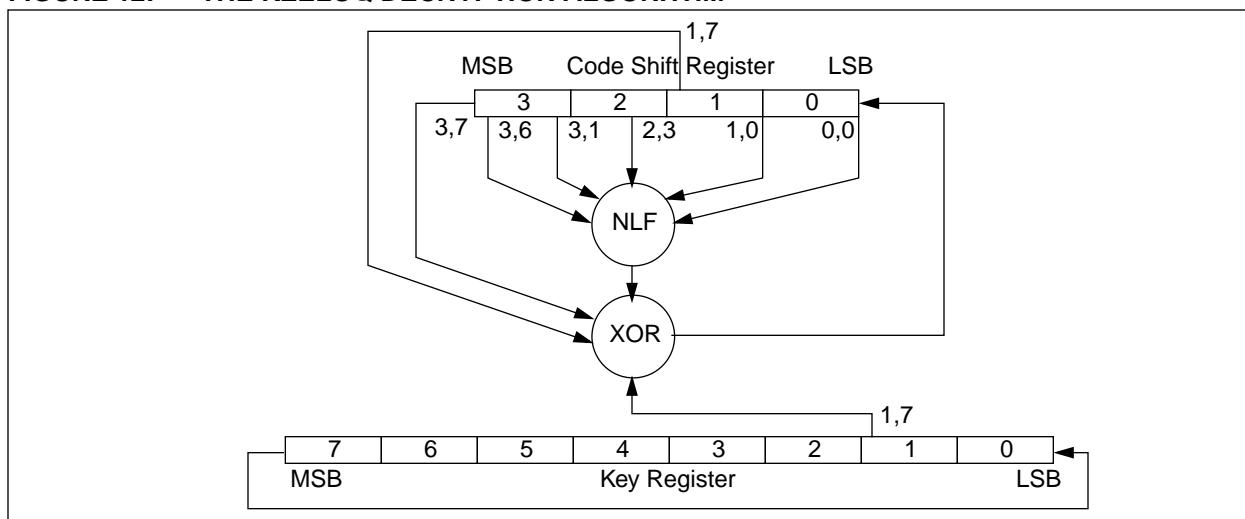 1,7
MSB Code Shift Register LSB
3 2 1 0
3,7 3,6 3,1 2,3 1,0 0,0
NLF
XOR
1,7
7 6 5 4 3 2 1 0
MSB Key Register LSB